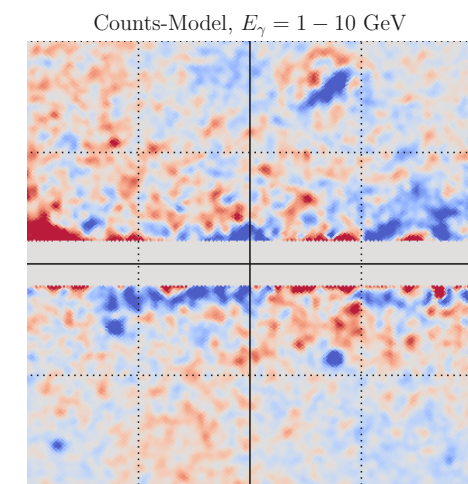 Counts-Model, $E_\gamma = 1 - 10$ GeV